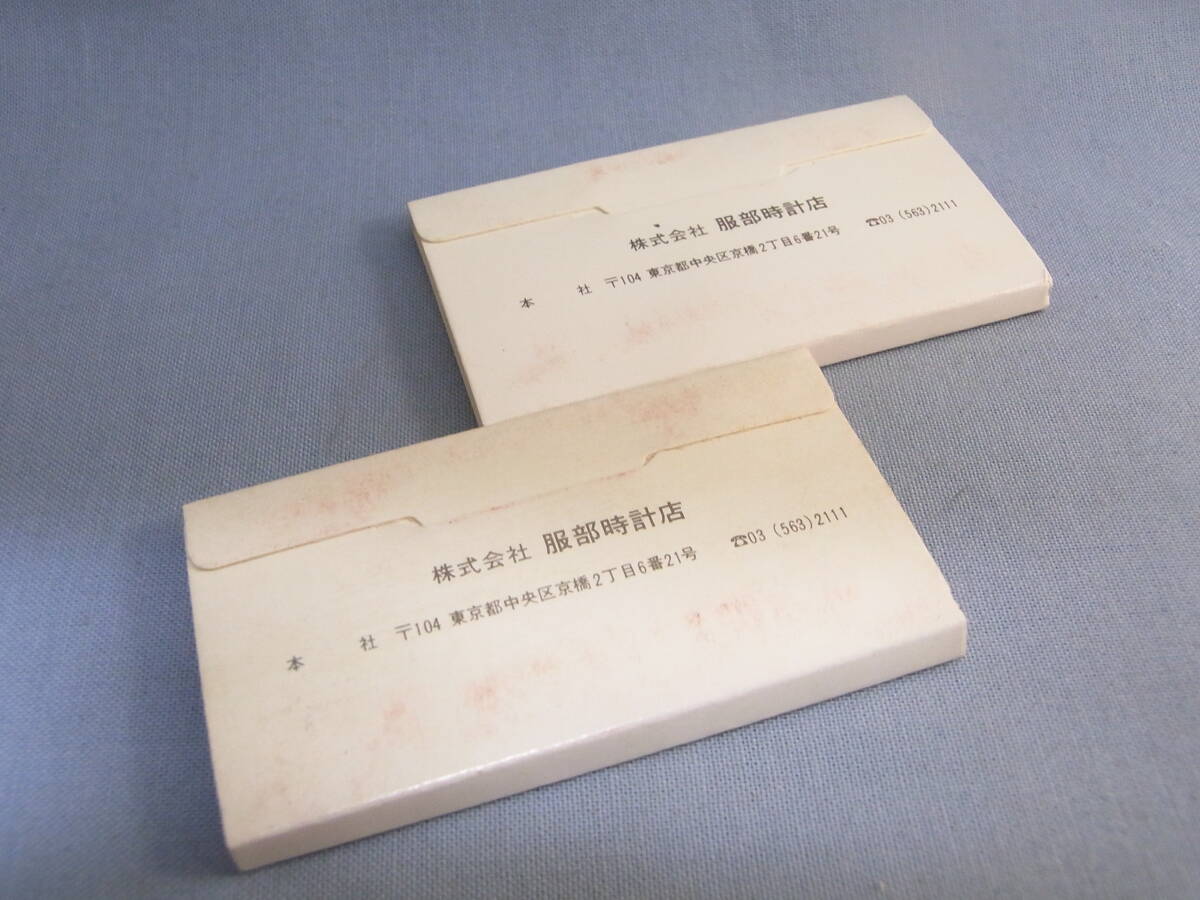 株式会社 服部時計店
本 社 〒104 東京都中央区京橋2丁目6番21号 ☎03 (563)2111
株式会社 服部時計店
本 社 〒104 東京都中央区京橋2丁目6番21号 ☎03 (563)2111